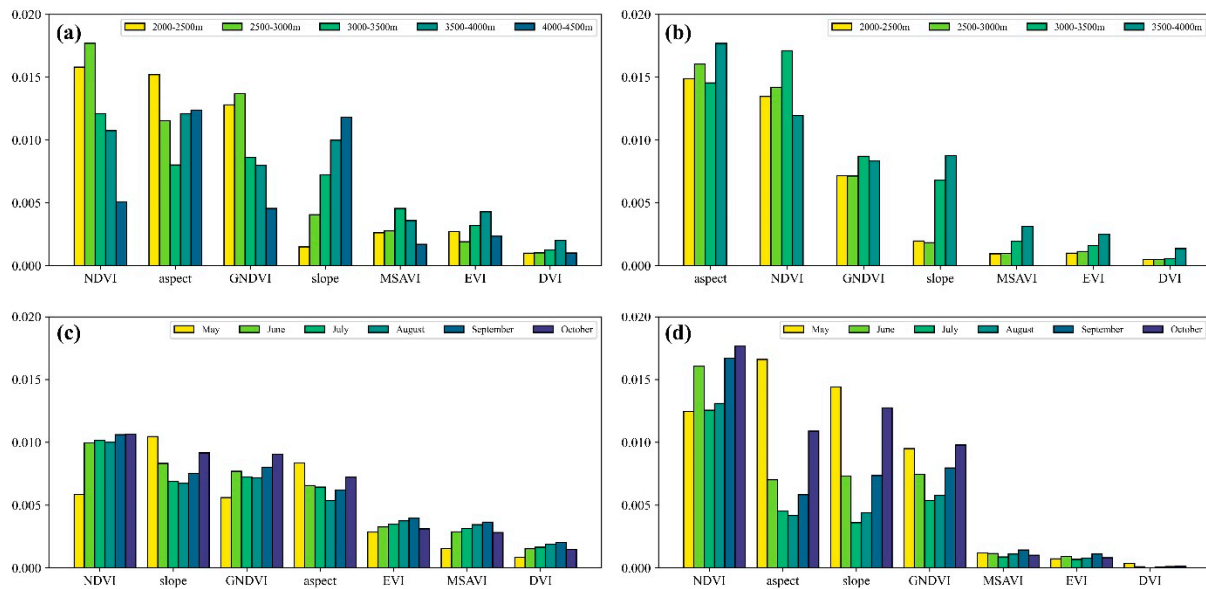 (a)
2000-2500m 2500-3000m 3000-3500m 3500-4000m 4000-4500m
0.020
0.015
0.010
0.005
0.000
NDVI aspect GNDVI slope MSAVI EVI DVI
(b)
2000-2500m 2500-3000m 3000-3500m 3500-4000m
0.020
0.015
0.010
0.005
0.000
aspect NDVI GNDVI slope MSAVI EVI DVI
(c)
May June July August September October
0.020
0.015
0.010
0.005
0.000
NDVI slope GNDVI aspect EVI MSAVI DVI
(d)
May June July August September October
0.020
0.015
0.010
0.005
0.000
NDVI aspect slope GNDVI MSAVI EVI DVI